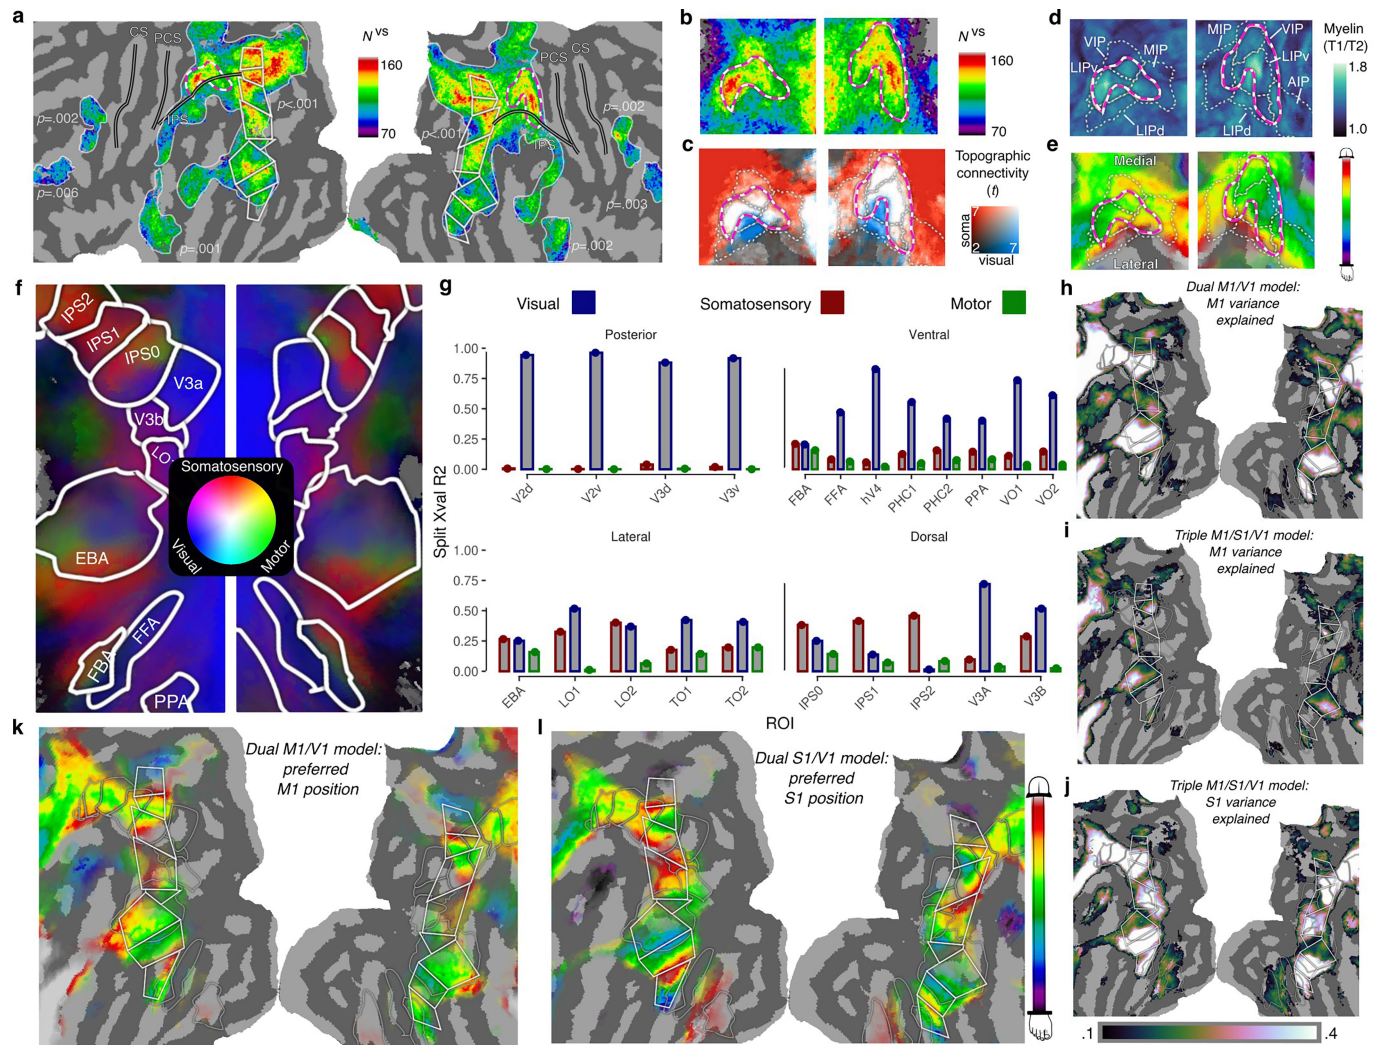 a
CS
PCS
IPS
p<.001
p=.002
p=.006
p=.001
N vs
160
70
PCS
CS
IPS
p<.001
p=.002
p=.003
p=.002
b
N vs
160
70
c
Topographic
connectivity
(t)
soma
7
2
7
visual
d
VIP
MIP
LIPv
LIPd
MIP
VIP
LIPv
AIP
LIPd
Myelin
(T1/T2)
1.8
1.0
e
Medial
Lateral
f
IPS2
IPS1
IPS0
V3a
V3b
LO
Somatosensory
Visual
Motor
EBA
FFA
FBA
PPA
g
Visual
Somatosensory
Motor
Split Xval R2
Posterior
1.00
0.75
0.50
0.25
0.00
V2d
V2v
V3d
V3v
Ventral
FBA
FFA
hV4
PHC1
PHC2
PPA
VO1
VO2
Lateral
1.00
0.75
0.50
0.25
0.00
EBA
LO1
LO2
TO1
TO2
Dorsal
IPS0
IPS1
IPS2
V3A
V3B
ROI
h
Dual M1/V1 model:
M1 variance
explained
i
Triple M1/S1/V1 model:
M1 variance
explained
j
Triple M1/S1/V1 model:
S1 variance
explained
.1
.4
k
Dual M1/V1 model:
preferred
M1 position
l
Dual S1/V1 model:
preferred
S1 position